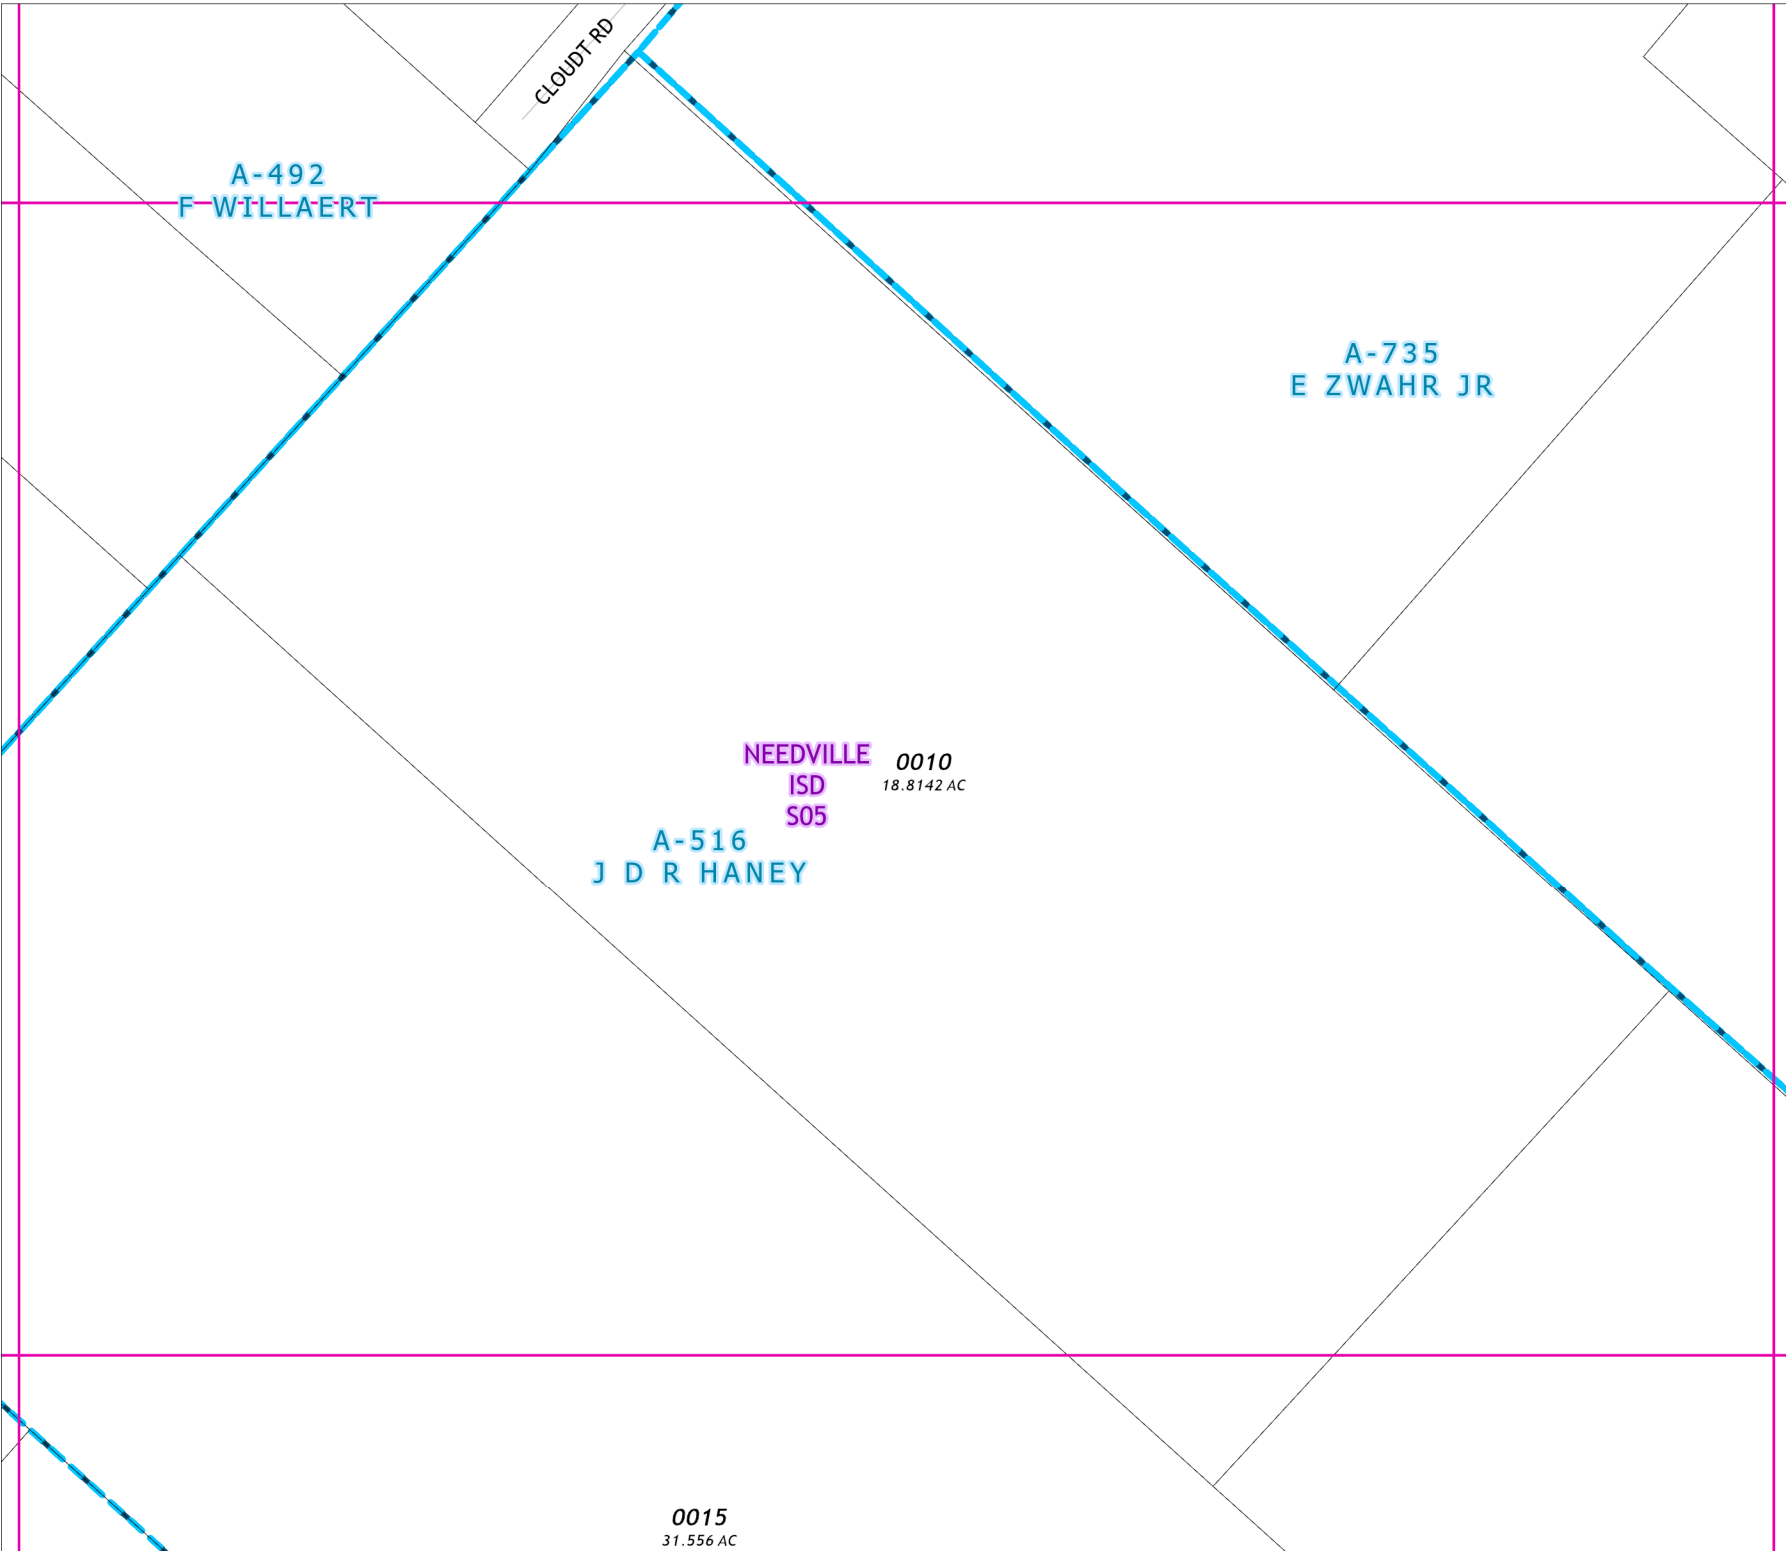 CLOUDT RD
A-492
F WILLAERT
A-735
E ZWAHR JR
NEEDVILLE
ISD
S05
0010
18.8142 AC
A-516
J D R HANEY
0015
31.556 AC